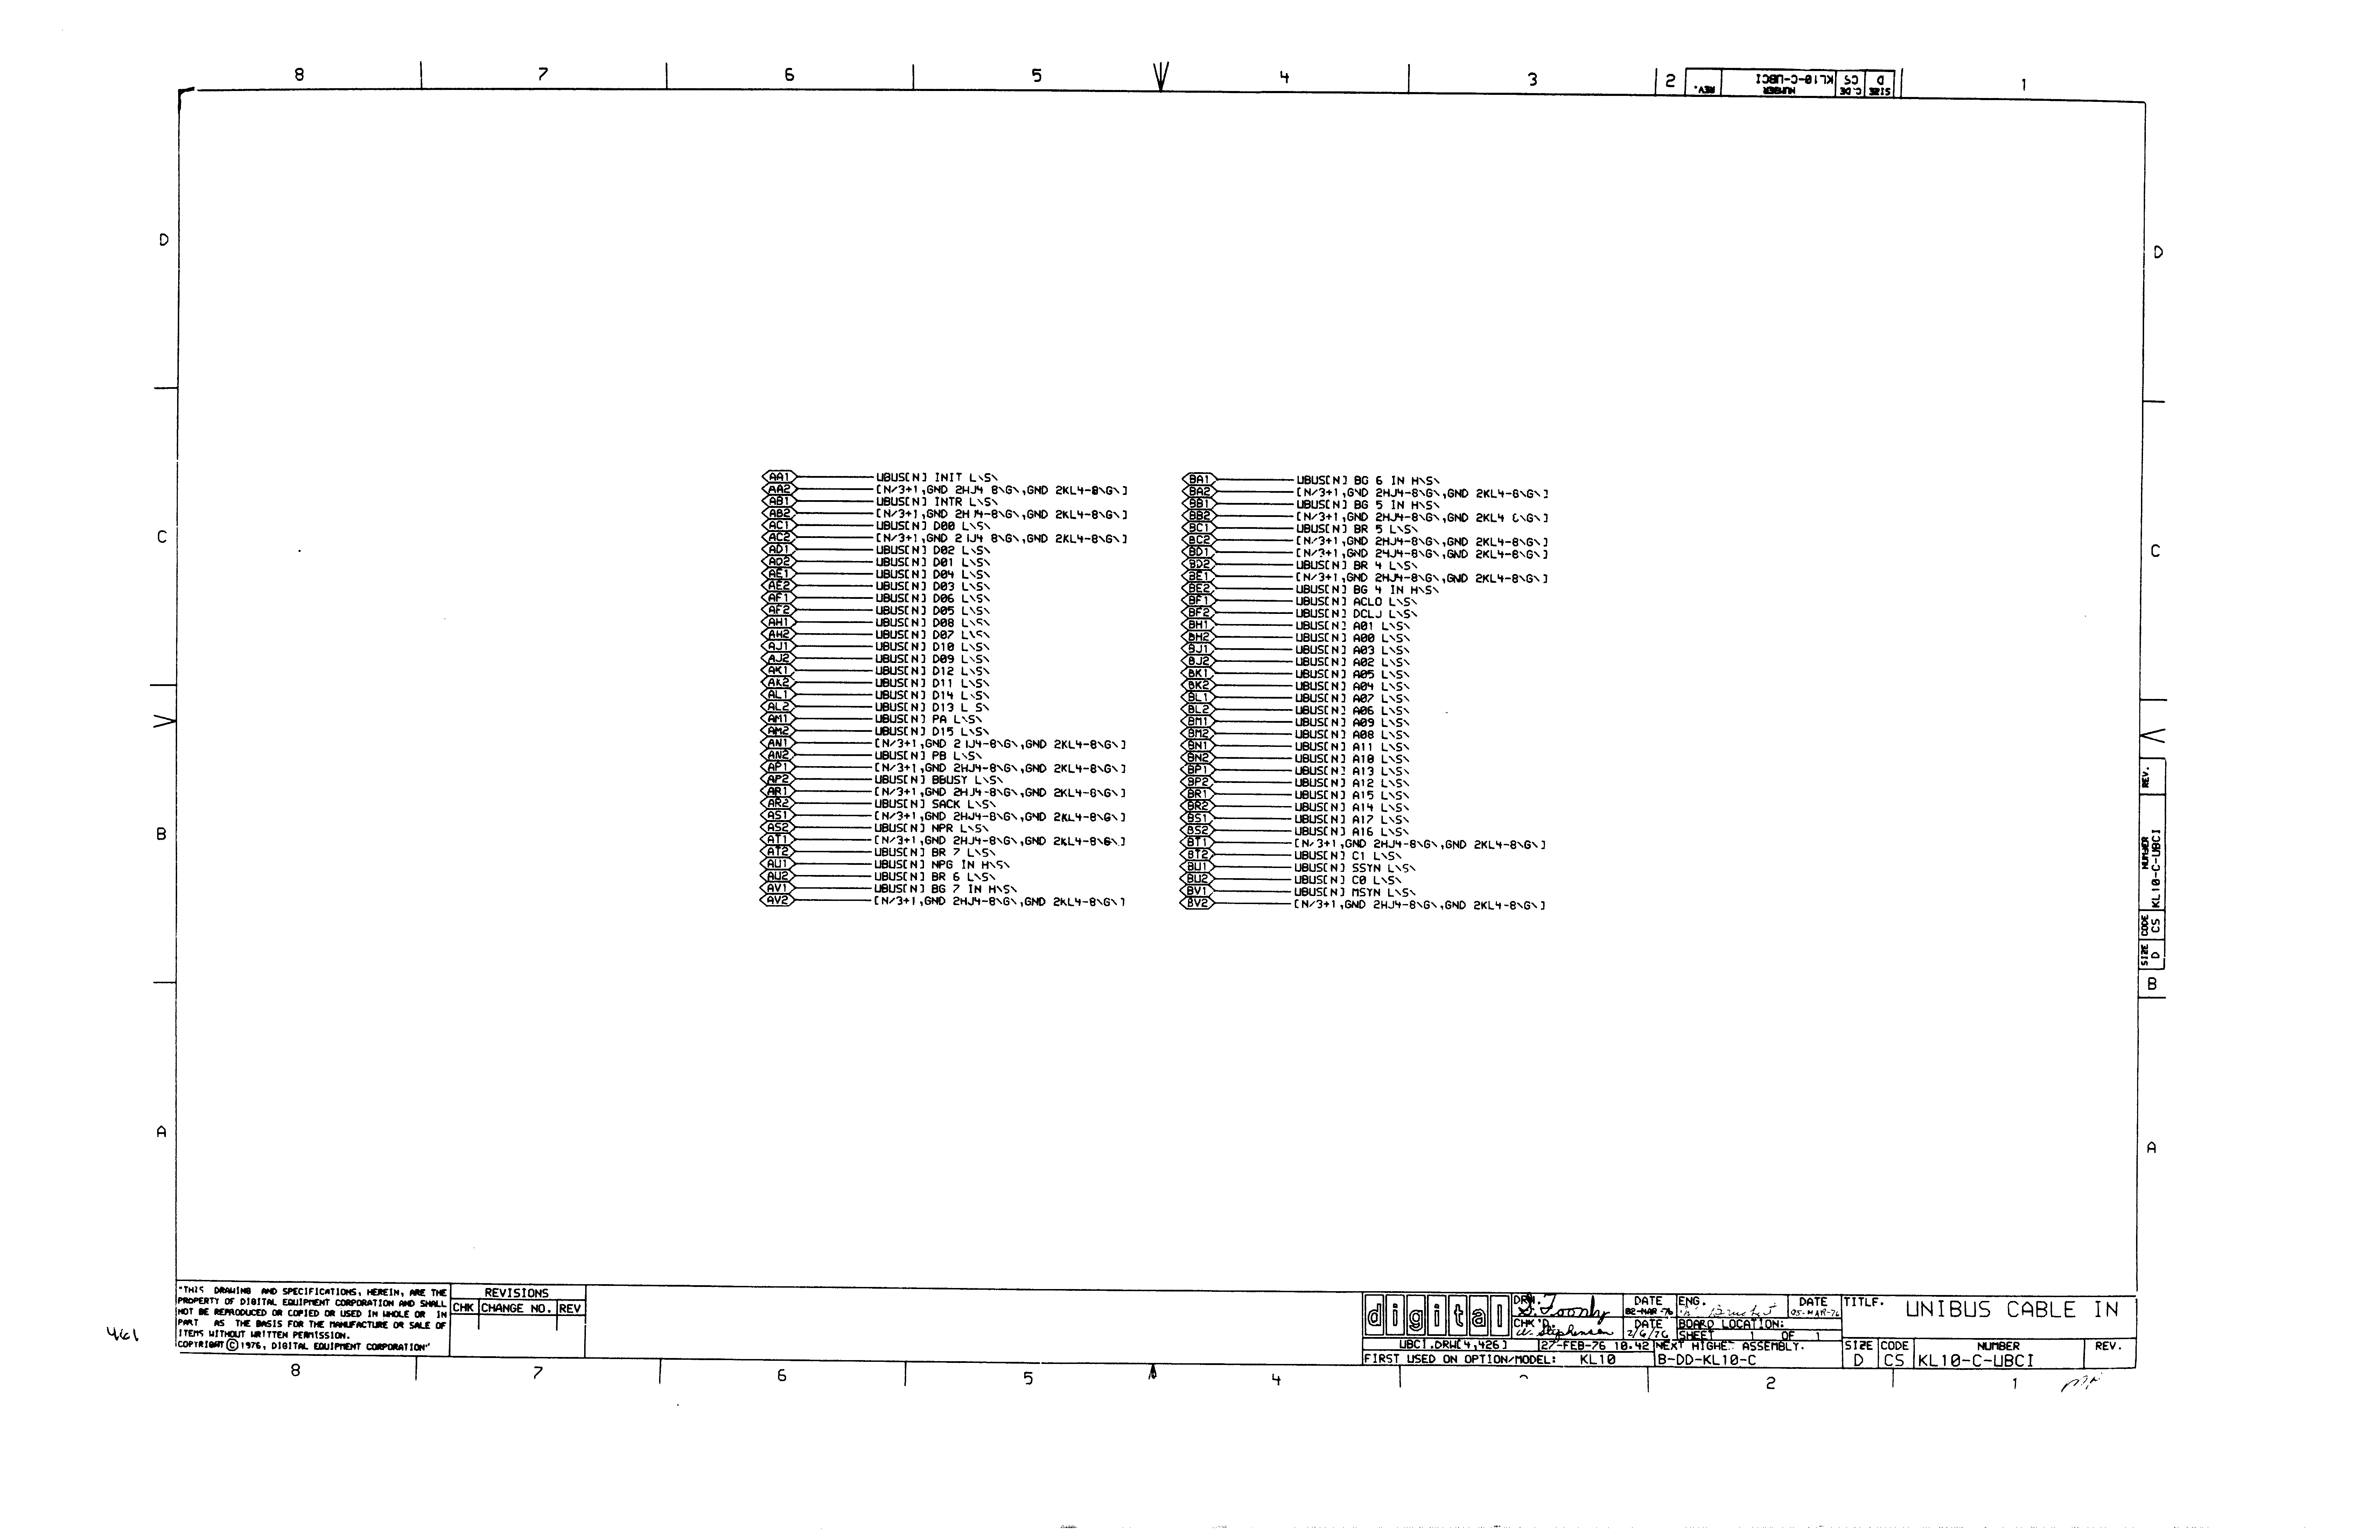 8 7 6 5 4 3 2 1
SIZE CODE NUMBER REV.
D CS KL10-C-UBCI
D D
C C
B B
A A
AA1 UBUS[N] INIT L\S\
AA2 [N/3+1,GND 2HJ4 8\G\,GND 2KL4-8\G\]
AB1 UBUS[N] INTR L\S\
AB2 [N/3+1,GND 2HJ4-8\G\,GND 2KL4-8\G\]
AC1 UBUS[N] D00 L\S\
AC2 [N/3+1,GND 2 IJ4 8\G\,GND 2KL4-8\G\]
AD1 UBUS[N] D02 L\S\
AD2 UBUS[N] D01 L\S\
AE1 UBUS[N] D04 L\S\
AE2 UBUS[N] D03 L\S\
AF1 UBUS[N] D06 L\S\
AF2 UBUS[N] D05 L\S\
AH1 UBUS[N] D08 L\S\
AH2 UBUS[N] D07 L\S\
AJ1 UBUS[N] D10 L\S\
AJ2 UBUS[N] D09 L\S\
AK1 UBUS[N] D12 L\S\
AK2 UBUS[N] D11 L\S\
AL1 UBUS[N] D14 L\S\
AL2 UBUS[N] D13 L S\
AM1 UBUS[N] PA L\S\
AM2 UBUS[N] D15 L\S\
AN1 [N/3+1,GND 2 IJ4-8\G\,GND 2KL4-8\G\]
AN2 UBUS[N] PB L\S\
AP1 [N/3+1,GND 2HJ4-8\G\,GND 2KL4-8\G\]
AP2 UBUS[N] BBUSY L\S\
AR1 [N/3+1,GND 2HJ4-8\G\,GND 2KL4-8\G\]
AR2 UBUS[N] SACK L\S\
AS1 [N/3+1,GND 2HJ4-8\G\,GND 2KL4-8\G\]
AS2 UBUS[N] NPR L\S\
AT1 [N/3+1,GND 2HJ4-8\G\,GND 2KL4-8\G\]
AT2 UBUS[N] BR 7 L\S\
AU1 UBUS[N] NPG IN H\S\
AU2 UBUS[N] BR 6 L\S\
AV1 UBUS[N] BG 7 IN H\S\
AV2 [N/3+1,GND 2HJ4-8\G\,GND 2KL4-8\G\]
BA1 UBUS[N] BG 6 IN H\S\
BA2 [N/3+1,GND 2HJ4-8\G\,GND 2KL4-8\G\]
BB1 UBUS[N] BG 5 IN H\S\
BB2 [N/3+1,GND 2HJ4-8\G\,GND 2KL4 8\G\]
BC1 UBUS[N] BR 5 L\S\
BC2 [N/3+1,GND 2HJ4-8\G\,GND 2KL4-8\G\]
BD1 [N/3+1,GND 2HJ4-8\G\,GND 2KL4-8\G\]
BD2 UBUS[N] BR 4 L\S\
BE1 [N/3+1,GND 2HJ4-8\G\,GND 2KL4-8\G\]
BE2 UBUS[N] BG 4 IN H\S\
BF1 UBUS[N] ACLO L\S\
BF2 UBUS[N] DCLJ L\S\
BH1 UBUS[N] A01 L\S\
BH2 UBUS[N] A00 L\S\
BJ1 UBUS[N] A03 L\S\
BJ2 UBUS[N] A02 L\S\
BK1 UBUS[N] A05 L\S\
BK2 UBUS[N] A04 L\S\
BL1 UBUS[N] A07 L\S\
BL2 UBUS[N] A06 L\S\
BM1 UBUS[N] A09 L\S\
BM2 UBUS[N] A08 L\S\
BN1 UBUS[N] A11 L\S\
BN2 UBUS[N] A10 L\S\
BP1 UBUS[N] A13 L\S\
BP2 UBUS[N] A12 L\S\
BR1 UBUS[N] A15 L\S\
BR2 UBUS[N] A14 L\S\
BS1 UBUS[N] A17 L\S\
BS2 UBUS[N] A16 L\S\
BT1 [N/3+1,GND 2HJ4-8\G\,GND 2KL4-8\G\]
BT2 UBUS[N] C1 L\S\
BU1 UBUS[N] SSYN L\S\
BU2 UBUS[N] C0 L\S\
BV1 UBUS[N] MSYN L\S\
BV2 [N/3+1,GND 2HJ4-8\G\,GND 2KL4-8\G\]
SIZE CODE NUMBER REV.
D CS KL10-C-UBCI
B
"THIS DRAWING AND SPECIFICATIONS, HEREIN, ARE THE
PROPERTY OF DIGITAL EQUIPMENT CORPORATION AND SHALL
NOT BE REPRODUCED OR COPIED OR USED IN WHOLE OR IN
PART AS THE BASIS FOR THE MANUFACTURE OR SALE OF
ITEMS WITHOUT WRITTEN PERMISSION.
COPYRIGHT © 1976, DIGITAL EQUIPMENT CORPORATION"
REVISIONS
CHK CHANGE NO. REV
461
digital
DRN. DATE 02-MAR-76
CHK'D W. Stephenson DATE 2/6/76
ENG. DATE 05-MAR-76
BOARD LOCATION:
SHEET 1 OF 1
UBCI.DRW[4,426] 27-FEB-76 10.42 NEXT HIGHE ASSEMBLY.
FIRST USED ON OPTION/MODEL: KL10 B-DD-KL10-C
TITLE. UNIBUS CABLE IN
SIZE CODE NUMBER REV.
D CS KL10-C-UBCI
8 7 6 5 4 2 1